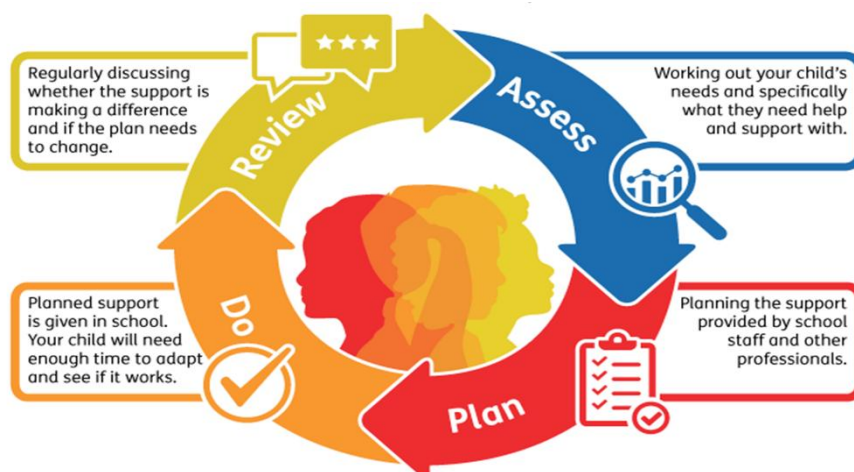 Review
Regularly discussing
whether the support is
making a difference
and if the plan needs
to change.
Assess
Working out your child's
needs and specifically
what they need help
and support with.
Do
Planned support
is given in school.
Your child will need
enough time to adapt
and see if it works.
Plan
Planning the support
provided by school
staff and other
professionals.